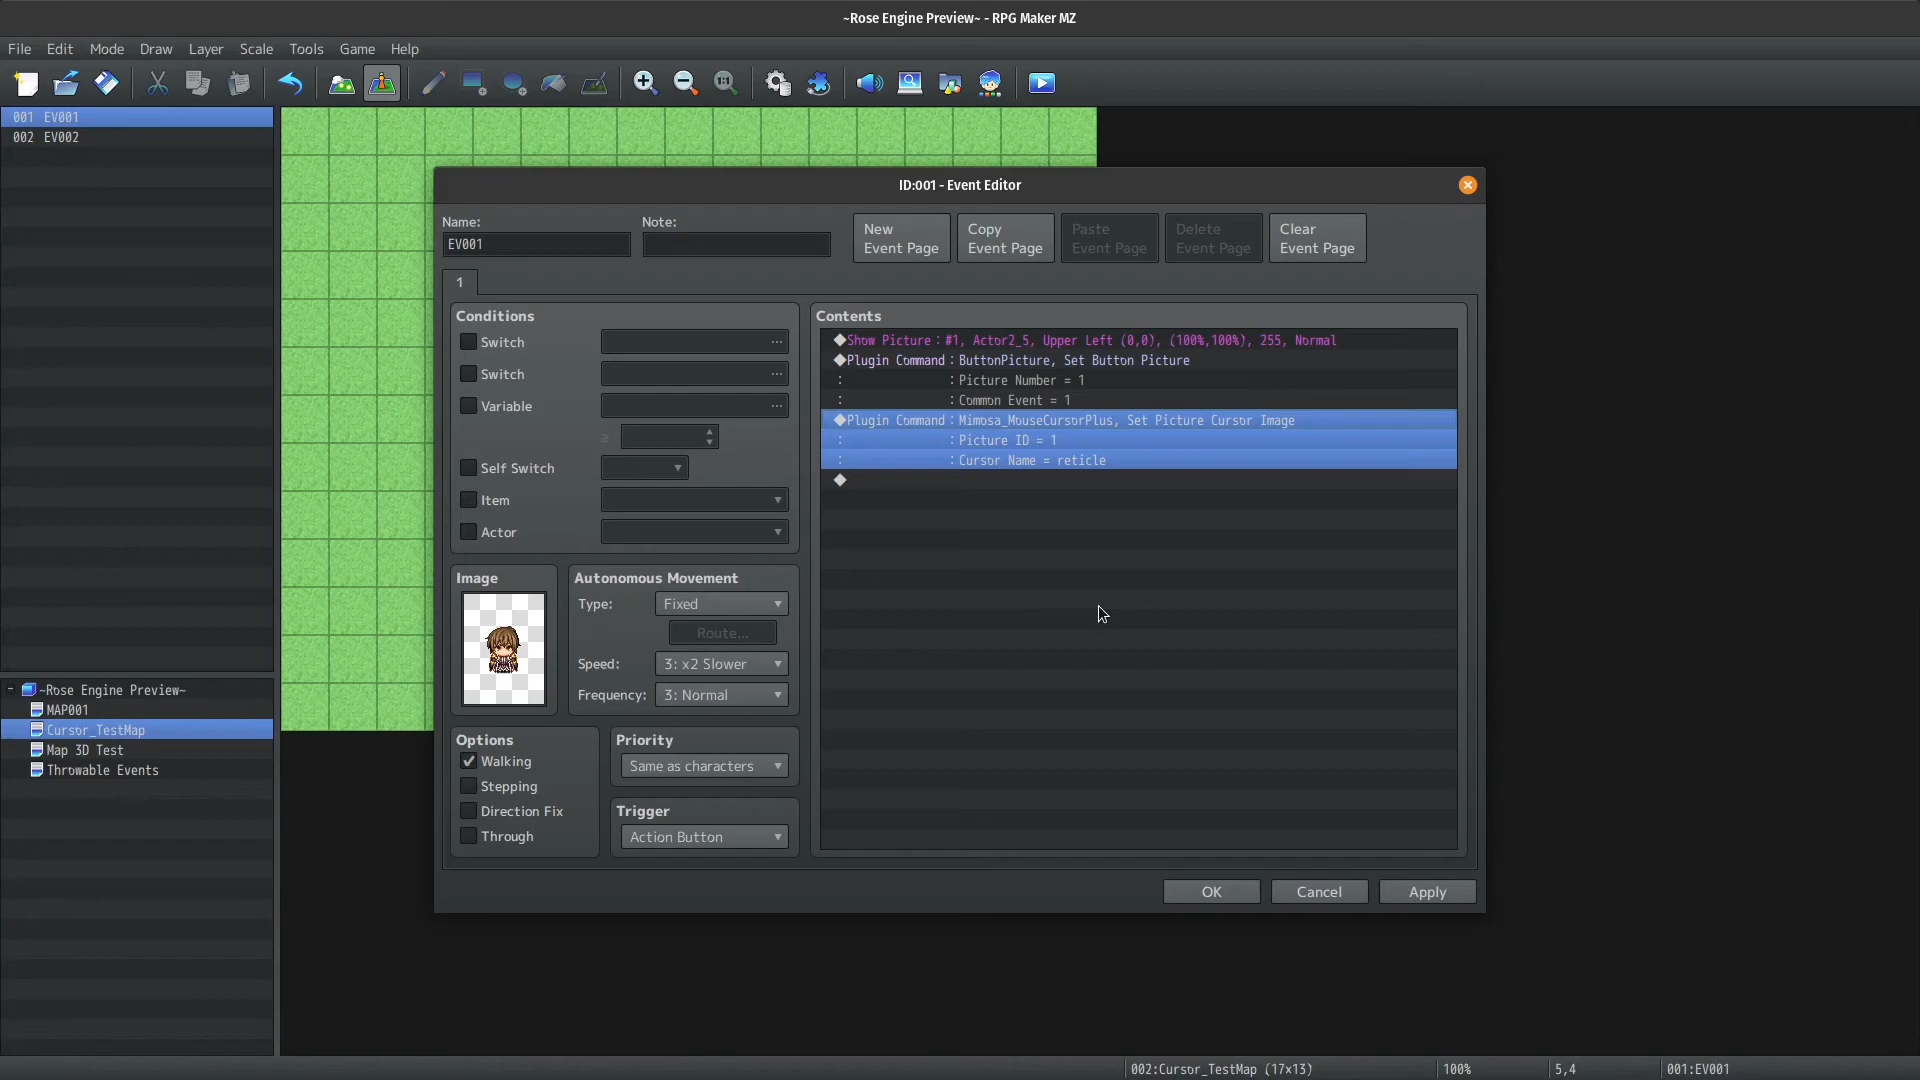 ~Rose Engine Preview~ - RPG Maker MZ
File Edit Mode Draw Layer Scale Tools Game Help
1:1
001 EV001
002 EV002
ID:001 - Event Editor
Name:
Note:
EV001
New Event Page
Copy Event Page
Paste Event Page
Delete Event Page
Clear Event Page
1
Conditions
Switch ...
Switch ...
Variable ...
≥
Self Switch
Item
Actor
Image
Autonomous Movement
Type: Fixed
Route...
Speed: 3: x2 Slower
Frequency: 3: Normal
Options
Walking
Stepping
Direction Fix
Through
Priority
Same as characters
Trigger
Action Button
Contents
◆Show Picture：#1, Actor2_5, Upper Left (0,0), (100%,100%), 255, Normal
◆Plugin Command：ButtonPicture, Set Button Picture
：　　　　　　　：Picture Number = 1
：　　　　　　　：Common Event = 1
◆Plugin Command：Mimosa_MouseCursorPlus, Set Picture Cursor Image
：　　　　　　　：Picture ID = 1
：　　　　　　　：Cursor Name = reticle
◆
OK Cancel Apply
~Rose Engine Preview~
MAP001
Cursor_TestMap
Map 3D Test
Throwable Events
002:Cursor_TestMap (17×13) 100% 5,4 001:EV001